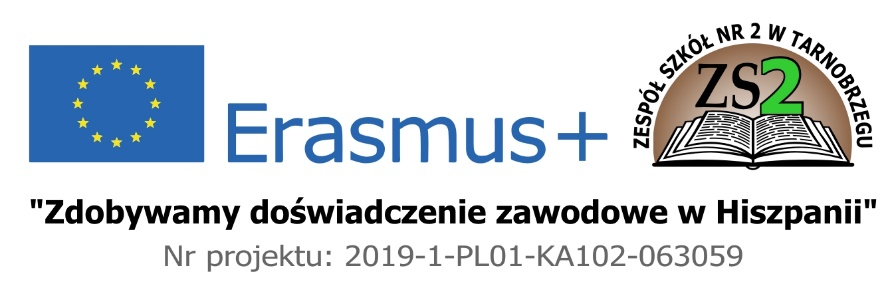 ZESPÓŁ SZKÓŁ NR 2 W TARNOBRZEGU
ZS2
Erasmus+
"Zdobywamy doświadczenie zawodowe w Hiszpanii"
Nr projektu: 2019-1-PL01-KA102-063059